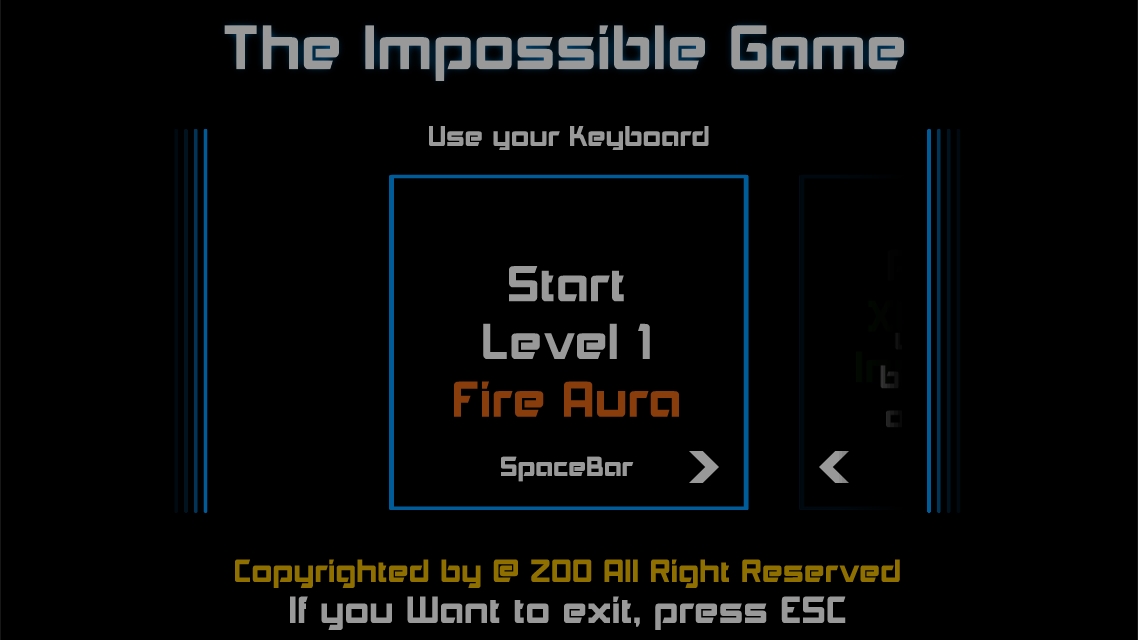 The Impossible Game
Use your Keyboard
Start
Level 1
Fire Aura
SpaceBar
Copyrighted by @ ZOO All Right Reserved
If you Want to exit, press ESC